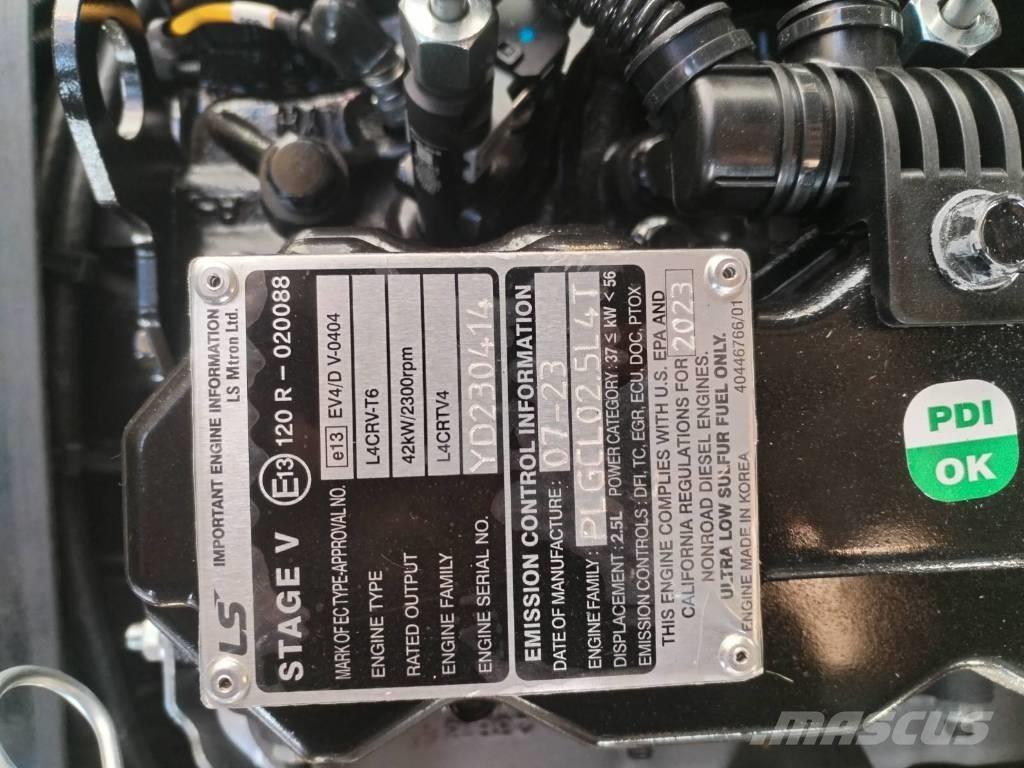 LS IMPORTANT ENGINE INFORMATION
LS Mtron Ltd.
STAGE V E13 120 R - 020088
MARK OF EC TYPE-APPROVAL NO. e13 EV4/D V-0404
ENGINE TYPE L4CRV-T6
RATED OUTPUT 42kW/2300rpm
ENGINE FAMILY L4CRTV4
ENGINE SERIAL NO. YD230414
EMISSION CONTROL INFORMATION
DATE OF MANUFACTURE : 07-23
ENGINE FAMILY : PLGCL02.5L4T
DISPLACEMENT : 2.5L POWER CATEGORY : 37 ≤ kW < 56
EMISSION CONTROLS : DFI, TC, EGR, ECU, DOC, PTOX
THIS ENGINE COMPLIES WITH U.S. EPA AND
CALIFORNIA REGULATIONS FOR 2023
NONROAD DIESEL ENGINES.
ULTRA LOW SULFUR FUEL ONLY.
ENGINE MADE IN KOREA 40446766/01
PDI
OK
MASCUS